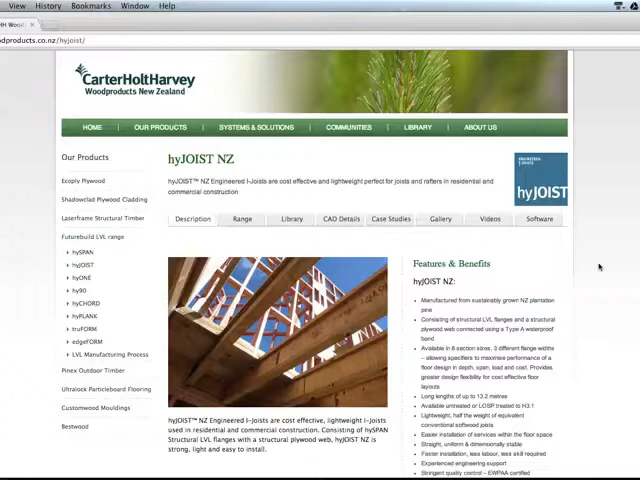 View History Bookmarks Window Help
dproducts.co.nz/hyjoist/
CarterHoltHarvey
Woodproducts New Zealand
HOME | OUR PRODUCTS | SYSTEMS & SOLUTIONS | COMMUNITIES | LIBRARY | ABOUT US
Our Products
Ecoply Plywood
Shadowclad Plywood Cladding
Laserframe Structural Timber
Futurebuild LVL range
hySPAN
hyJOIST
hyONE
hy90
hyCHORD
hyPLANK
truFORM
edgeFORM
LVL Manufacturing Process
Pinex Outdoor Timber
Ultralock Particleboard Flooring
Customwood Mouldings
Bestwood
hyJOIST NZ
hyJOIST™ NZ Engineered I-Joists are cost effective and lightweight perfect for joists and rafters in residential and
commercial construction
hyJOIST
Description Range Library CAD Details Case Studies Gallery Videos Software
hyJOIST™ NZ Engineered I-Joists are cost effective, lightweight I-Joists
used in residential and commercial construction. Consisting of hySPAN
Structural LVL flanges with a structural plywood web, hyJOIST NZ is
strong, light and easy to install.
Features & Benefits
hyJOIST NZ:
Manufactured from sustainably grown NZ plantation
pine
Consisting of structural LVL flanges and a structural
plywood web connected using a Type A waterproof
bond
Available in 8 section sizes, 3 different flange widths
– allowing specifiers to maximise performance of a
floor design in depth, span, load and cost. Provides
greater design flexibility for cost effective floor
layouts
Long lengths of up to 13.2 metres
Available untreated or LOSP treated to H3.1
Lightweight, half the weight of equivalent
conventional softwood joists
Easier installation of services within the floor space
Straight, uniform & dimensionally stable
Faster installation, less labour, less skill required
Experienced engineering support
Structural quality control – EWPAA certified